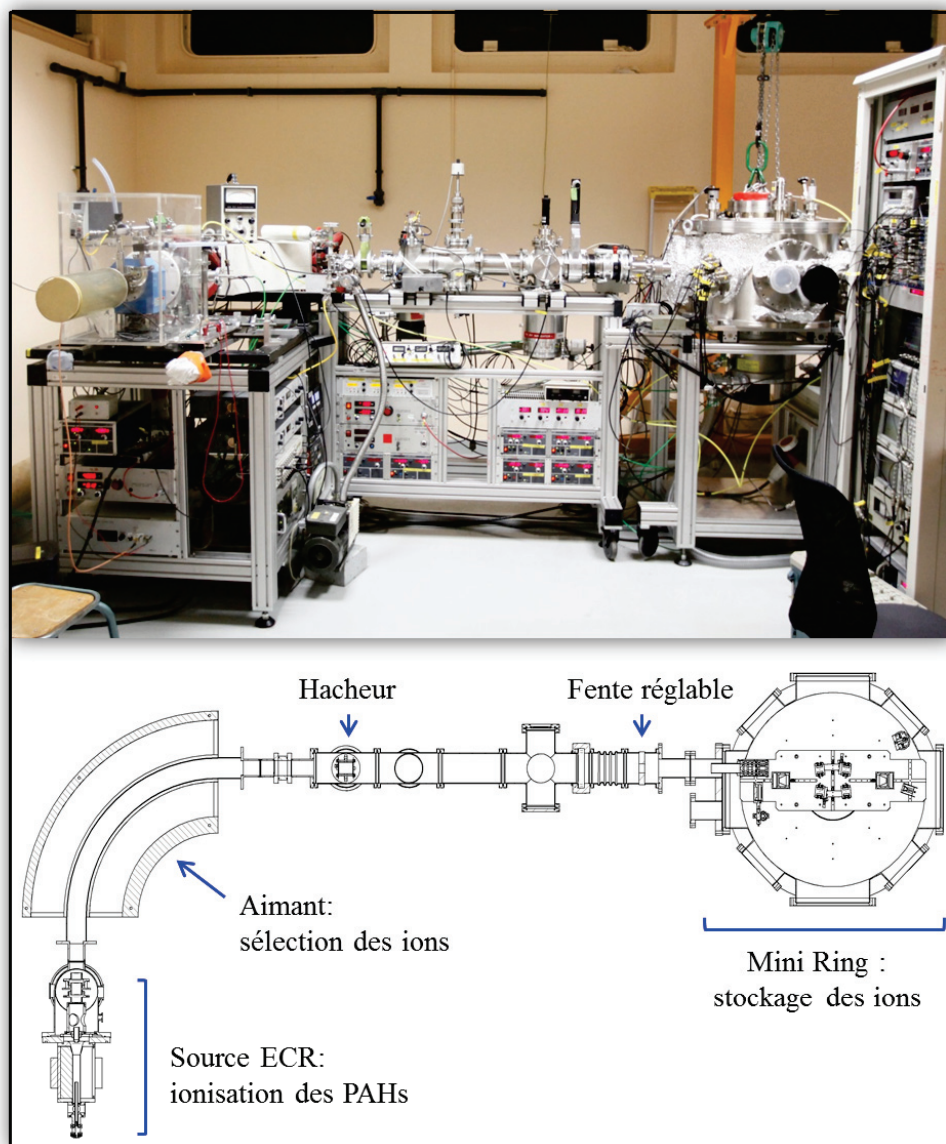 Hacheur
Fente réglable
Aimant:
sélection des ions
Mini Ring :
stockage des ions
Source ECR:
ionisation des PAHs